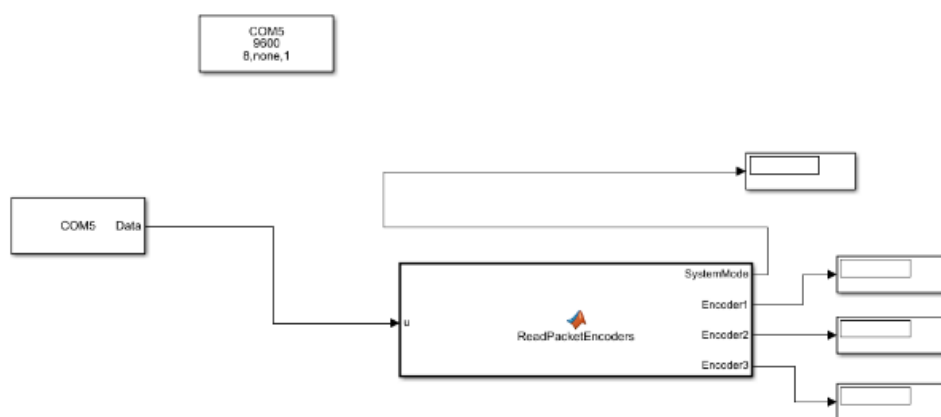 COM5
9600
8,none,1
COM5 Data
SystemMode
Encoder1
u
ReadPacketEncoders
Encoder2
Encoder3